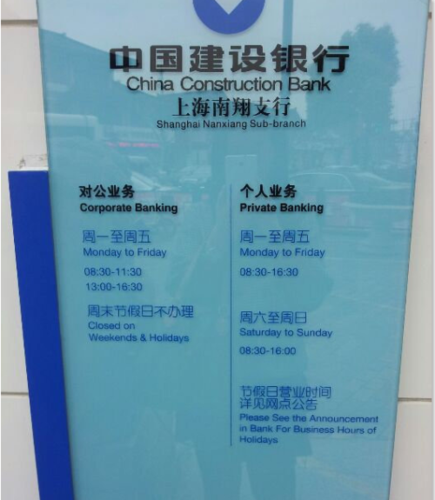 中国建设银行
China Construction Bank
上海南翔支行
Shanghai Nanxiang Sub-branch
对公业务
Corporate Banking
周一至周五
Monday to Friday
08:30-11:30
13:00-16:30
周末节假日不办理
Closed on
Weekends & Holidays
个人业务
Private Banking
周一至周五
Monday to Friday
08:30-16:30
周六至周日
Saturday to Sunday
08:30-16:00
节假日营业时间
详见网点公告
Please See the Announcement
in Bank For Business Hours of
Holidays